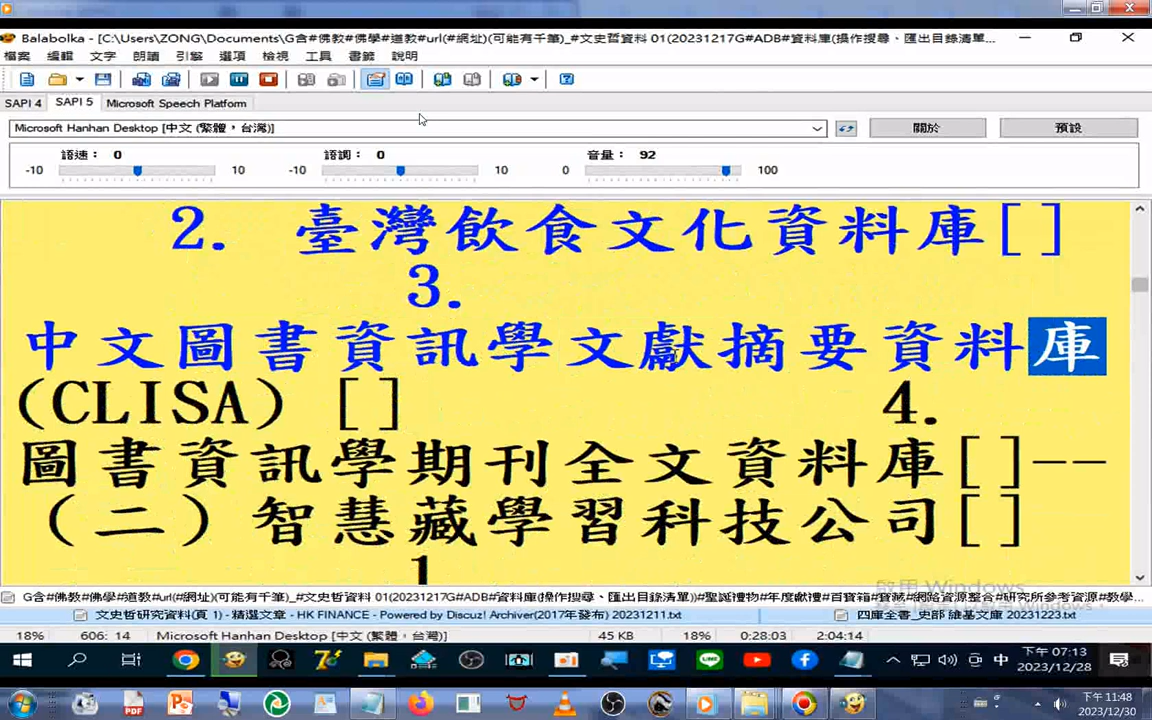 Balabolka - [C:\Users\ZONG\Documents\G含#佛教#佛學#道教#url(#網址)(可能有千筆)_#文史哲資料 01(20231217G#ADB#資料庫(操作搜尋、匯出目錄清單...
檔案 編輯 文字 朗讀 引擎 選項 檢視 工具 書籤 說明
SAPI 4 SAPI 5 Microsoft Speech Platform
Microsoft Hanhan Desktop [中文 (繁體，台灣)] 關於 預設
語速： 0 語調： 0 音量： 92
-10 10 -10 10 0 100
2. 臺灣飲食文化資料庫[]
3.
中文圖書資訊學文獻摘要資料庫
(CLISA) [] 4.
圖書資訊學期刊全文資料庫[]--
(二)智慧藏學習科技公司[]
1
啟用 Windows
G含#佛教#佛學#道教#url(#網址)(可能有千筆)_#文史哲資料 01(20231217G#ADB#資料庫(操作搜尋、匯出目錄清單))#聖誕禮物#年度獻禮#百寶箱#寶藏#網路資源整合#研究所參考資源#教學...
文史哲研究資料(頁 1) - 精選文章 - HK FINANCE - Powered by Discuz! Archiver(2017年發布) 20231211.txt 四庫全書_史部 維基文庫 20231223.txt
18% 606: 14 Microsoft Hanhan Desktop [中文 (繁體，台灣)] 45 KB 18% 0:28:03 2:04:14
中 下午 07:13
2023/12/28
下午 11:48
2023/12/30